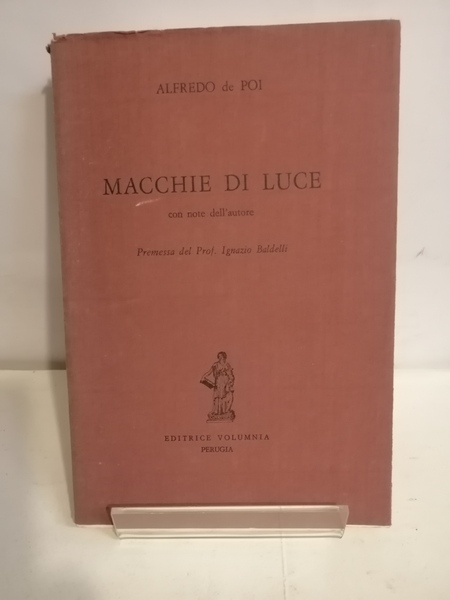 ALFREDO de POI
MACCHIE DI LUCE
con note dell'autore
Premessa del Prof. Ignazio Baldelli
EDITRICE VOLUMNIA
PERUGIA